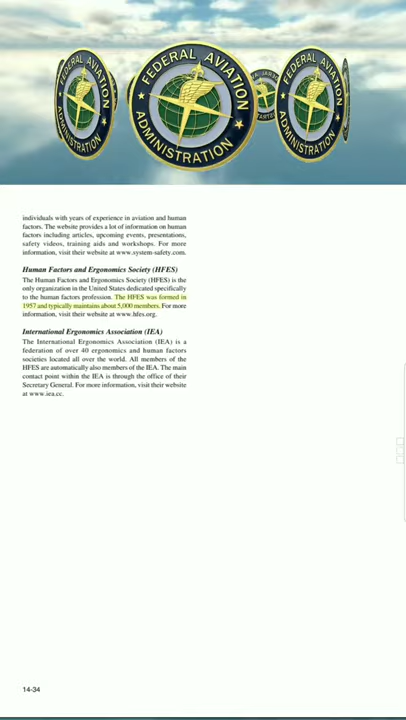 FEDERAL AVIATION
ADMINISTRATION
FEDERAL AVIATION
ADMINISTRATION
FEDERAL AVIATION
ADMINISTRATION
individuals with years of experience in aviation and human
factors. The website provides a lot of information on human
factors including articles, upcoming events, presentations,
safety videos, training aids and workshops. For more
information, visit their website at www.system-safety.com.
Human Factors and Ergonomics Society (HFES)
The Human Factors and Ergonomics Society (HFES) is the
only organization in the United States dedicated specifically
to the human factors profession. The HFES was formed in
1957 and typically maintains about 5,000 members. For more
information, visit their website at www.hfes.org.
International Ergonomics Association (IEA)
The International Ergonomics Association (IEA) is a
federation of over 40 ergonomics and human factors
societies located all over the world. All members of the
HFES are automatically also members of the IEA. The main
contact point within the IEA is through the office of their
Secretary General. For more information, visit their website
at www.iea.cc.
14-34